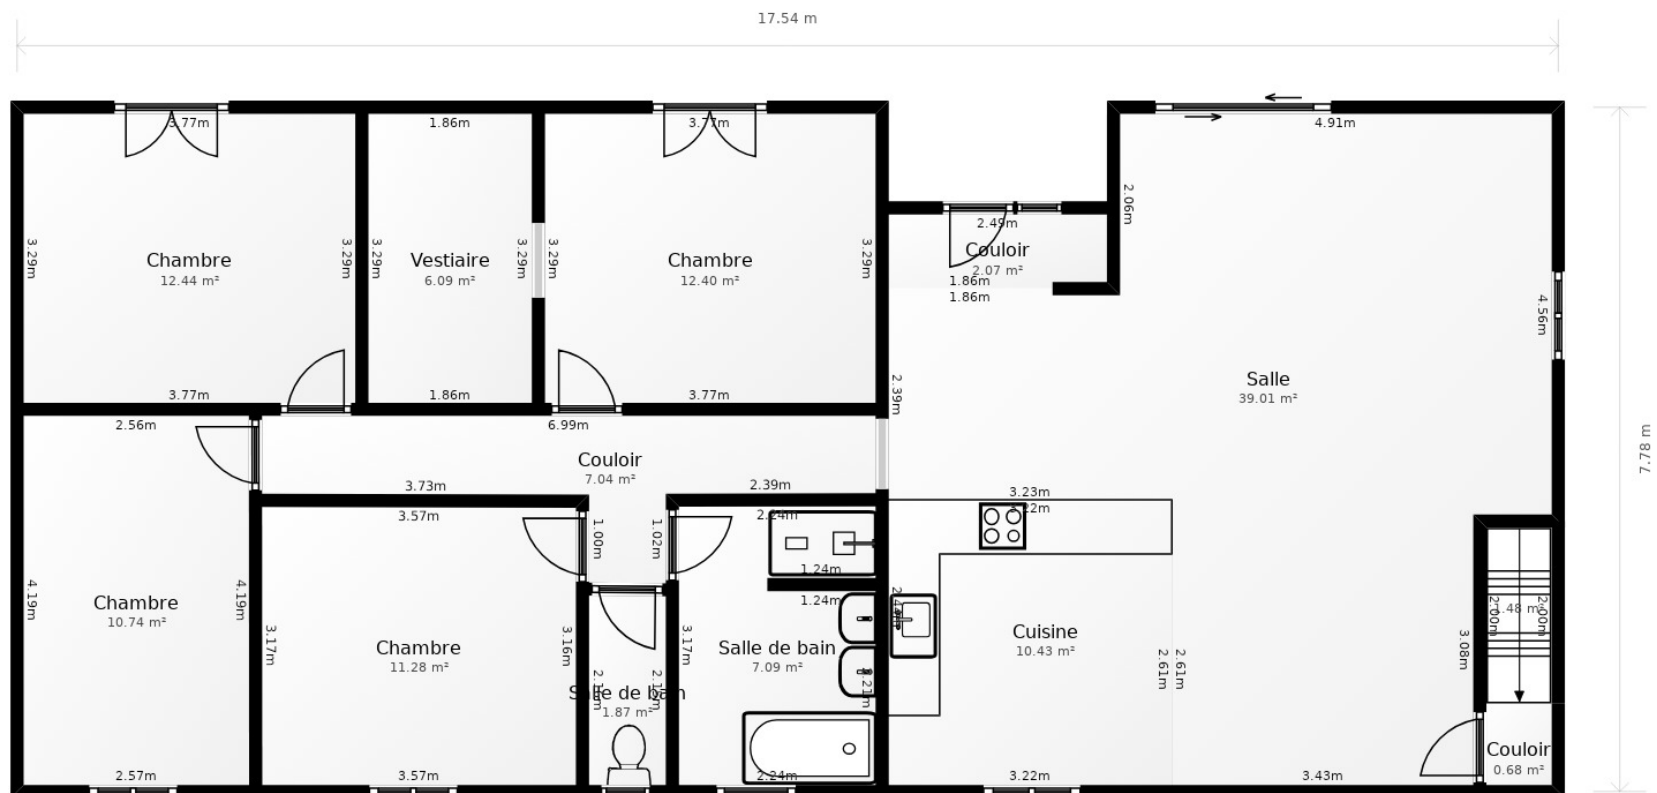 17.54 m
3.77m
1.86m
3.77m
4.91m
2.06m
2.49m
3.29m
Chambre
12.44 m²
3.29m
3.29m
Vestiaire
6.09 m²
3.29m
3.29m
Chambre
12.40 m²
3.29m
Couloir
2.07 m²
1.86m
1.86m
4.56m
3.77m
1.86m
3.77m
2.39m
Salle
39.01 m²
7.78 m
2.56m
6.99m
Couloir
7.04 m²
3.73m
2.39m
3.57m
2.24m
3.23m
3.22m
1.00m
1.02m
1.24m
1.24m
4.19m
Chambre
10.74 m²
4.19m
3.17m
Chambre
11.28 m²
3.16m
3.17m
Salle de bain
7.09 m²
Cuisine
10.43 m²
2.61m
2.61m
3.08m
2.00m
2.00m
Salle de bain
1.87 m²
Couloir
0.68 m²
2.57m
3.57m
2.24m
3.22m
3.43m